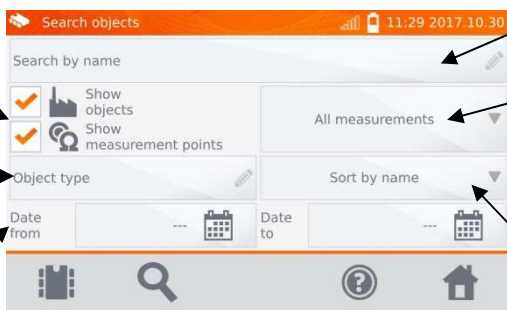 Search objects
11:29 2017.10.30
Search by name
Show
objects
Show
measurement points
All measurements
Object type
Sort by name
Date
from
---
Date
to
---